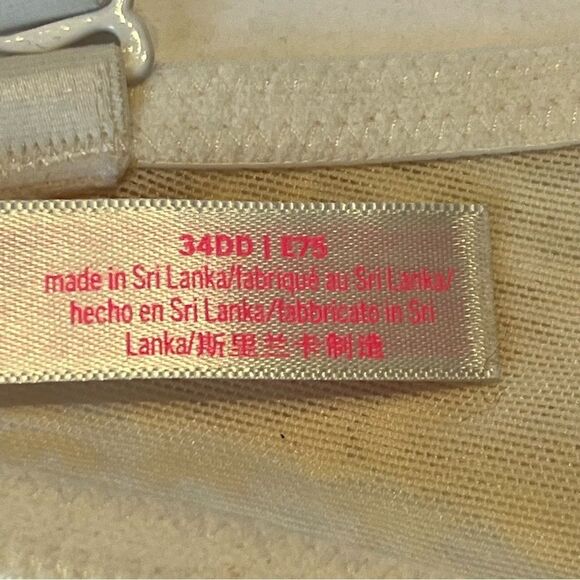 34DD | E75
made in Sri Lanka/fabriqué au Sri Lanka/
hecho en Sri Lanka/fabbricato in Sri
Lanka/斯里兰卡制造